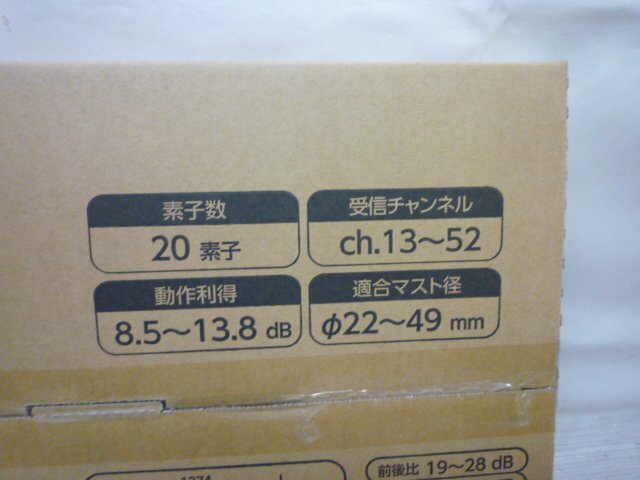 素子数
20 素子
受信チャンネル
ch.13～52
動作利得
8.5～13.8 dB
適合マスト径
φ22～49 mm
前後比 19～28 dB